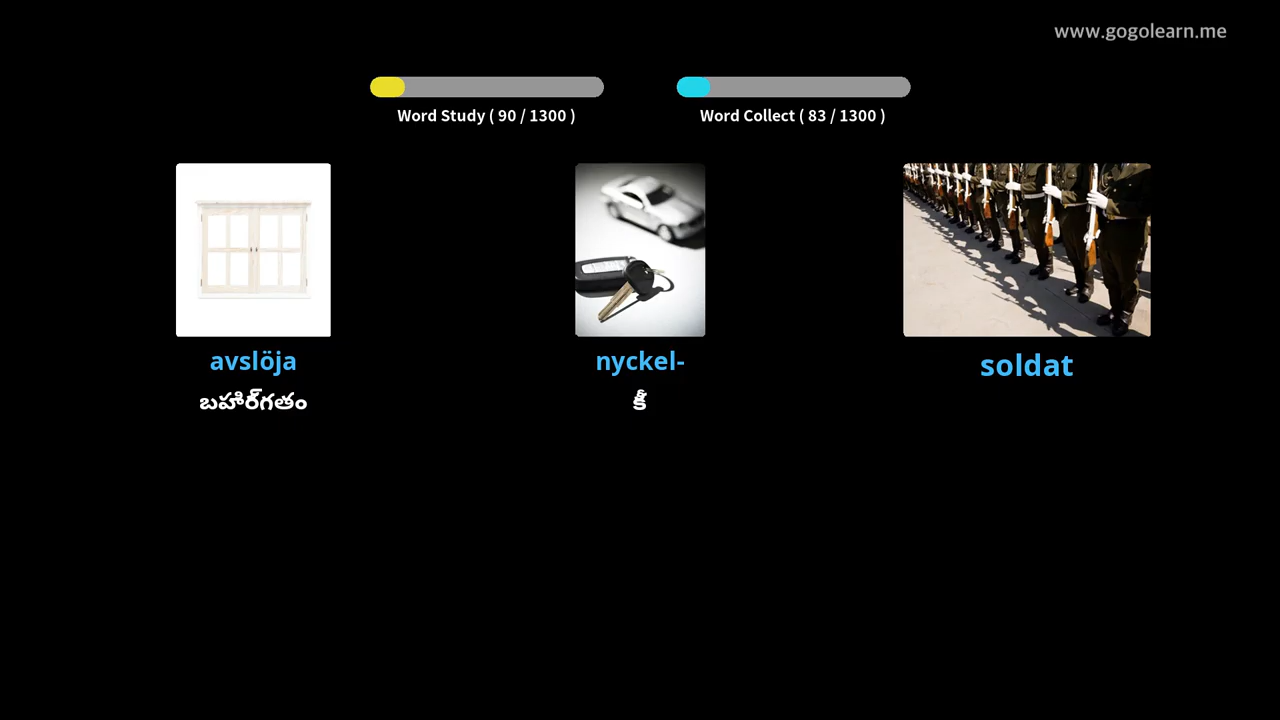 www.gogolearn.me
Word Study ( 90 / 1300 )
Word Collect ( 83 / 1300 )
avslöja
nyckel-
soldat
బహిర్గతం
కీ